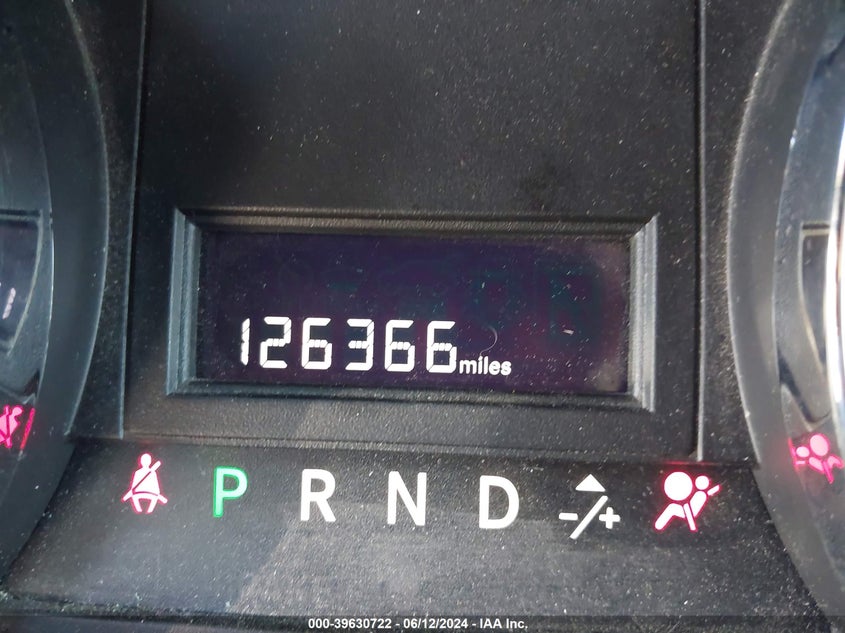 126366miles
P R N D -/+
000-39630722 - 06/12/2024 - IAA Inc.